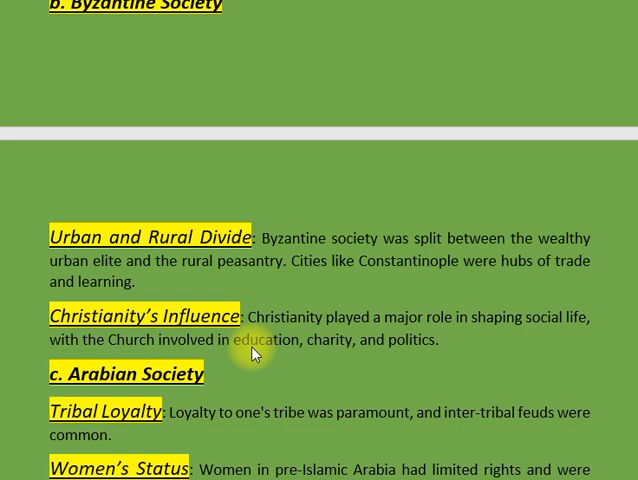 b. Byzantine Society
Urban and Rural Divide: Byzantine society was split between the wealthy
urban elite and the rural peasantry. Cities like Constantinople were hubs of trade
and learning.
Christianity’s Influence: Christianity played a major role in shaping social life,
with the Church involved in education, charity, and politics.
c. Arabian Society
Tribal Loyalty: Loyalty to one's tribe was paramount, and inter-tribal feuds were
common.
Women’s Status: Women in pre-Islamic Arabia had limited rights and were